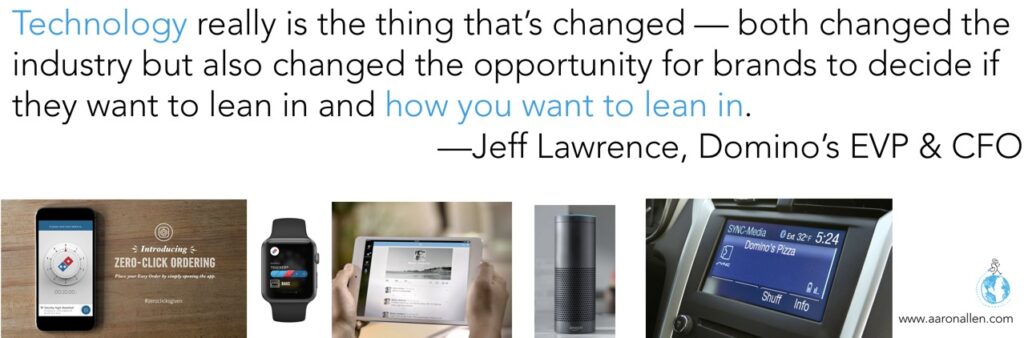 Technology really is the thing that’s changed — both changed the
industry but also changed the opportunity for brands to decide if
they want to lean in and how you want to lean in.
—Jeff Lawrence, Domino’s EVP & CFO
Introducing
ZERO-CLICK ORDERING
Place your Easy Order by simply opening the app.
#zeroclicksgiven
SYNC-Media
Ext 32°F 5:24
Domino's Pizza
Shuff Info
www.aaronallen.com